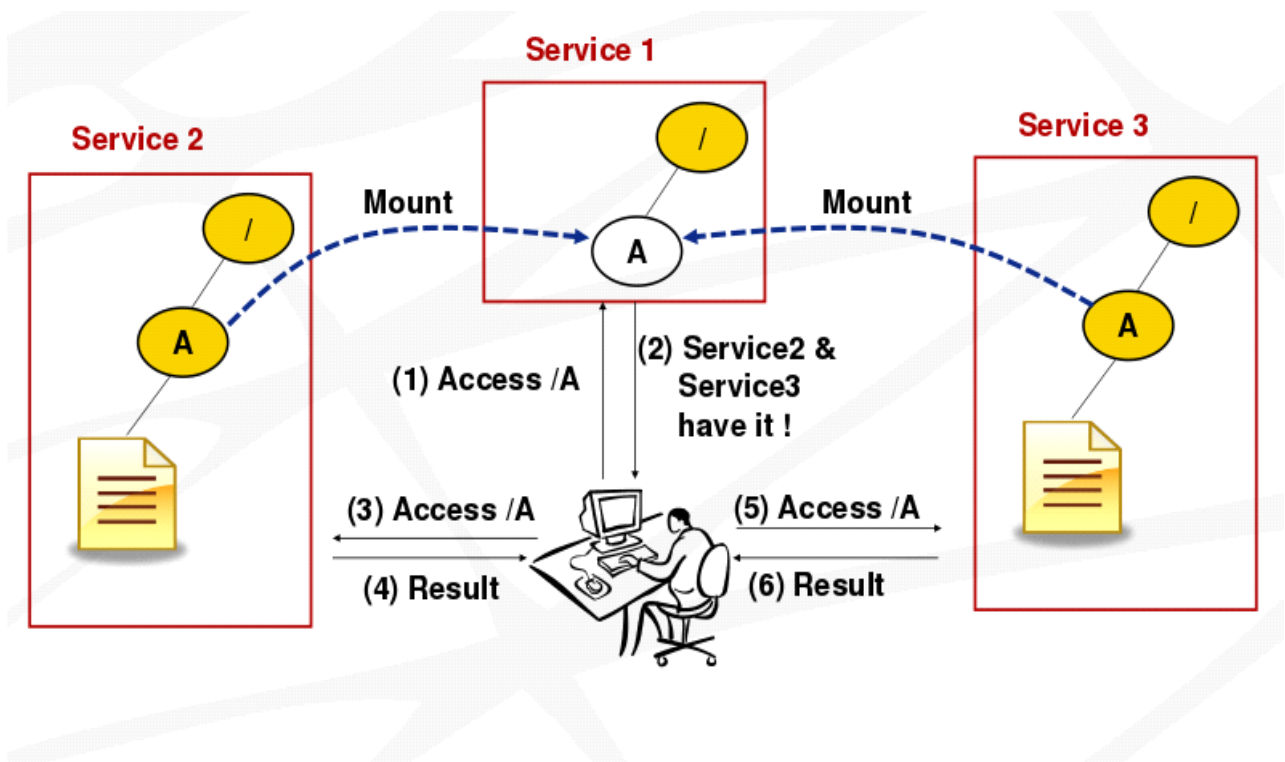 Service 1
Service 2
Service 3
/
/
/
Mount
Mount
A
A
A
(1) Access /A
(2) Service2 &
Service3
have it !
(3) Access /A
(4) Result
(5) Access /A
(6) Result